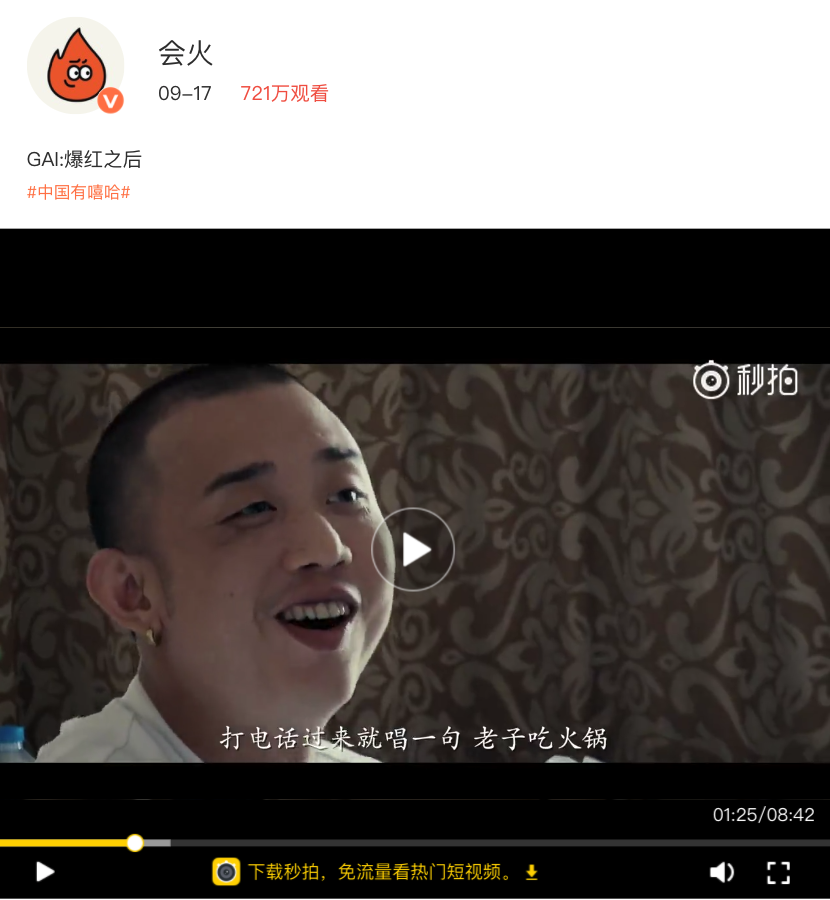 会火
09-17 721万观看
GAI:爆红之后
#中国有嘻哈#
秒拍
打电话过来就唱一句 老子吃火锅
01:25/08:42
下载秒拍，免流量看热门短视频。